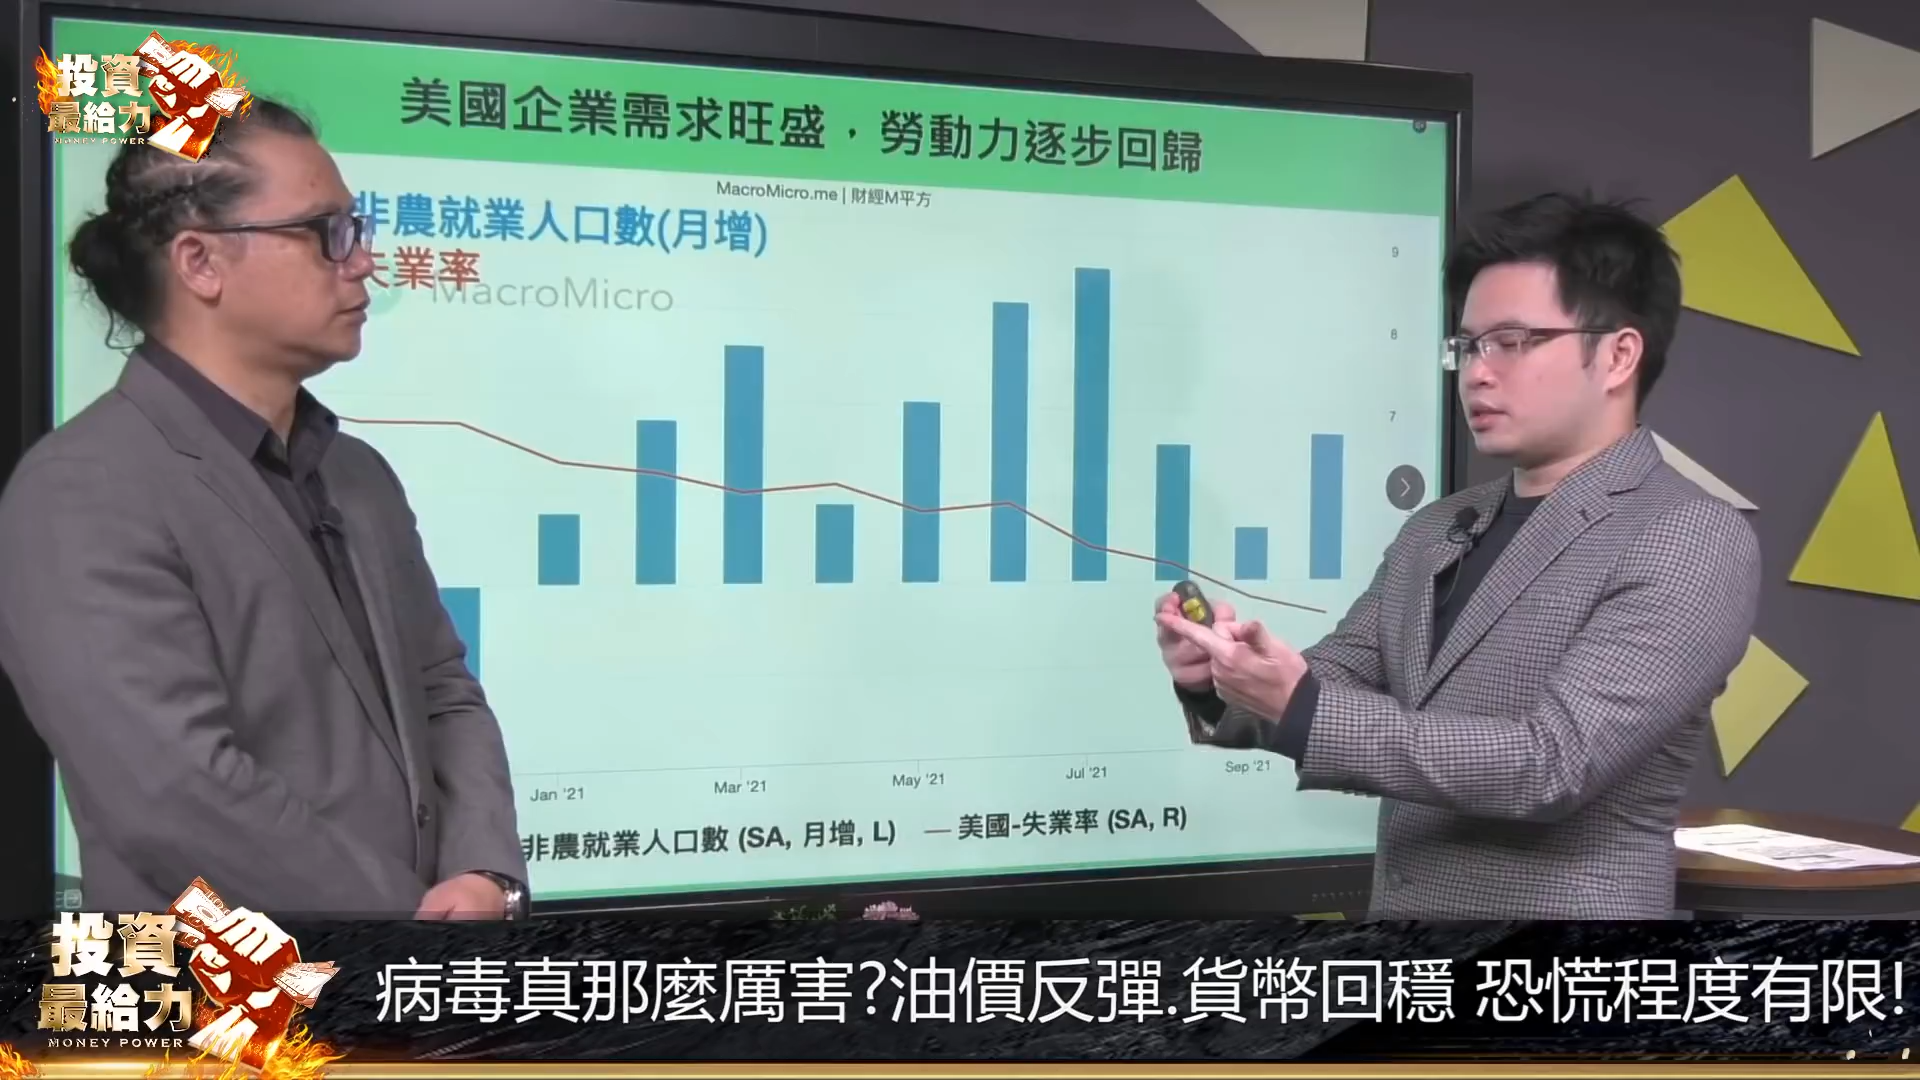 投資
最給力
MONEY POWER
美國企業需求旺盛，勞動力逐步回歸
MacroMicro.me | 財經M平方
非農就業人口數(月增)
失業率
MacroMicro
9
8
7
Jan '21
Mar '21
May '21
Jul '21
Sep '21
非農就業人口數 (SA, 月增, L)
美國-失業率 (SA, R)
投資
最給力
MONEY POWER
病毒真那麼厲害?油價反彈.貨幣回穩 恐慌程度有限!